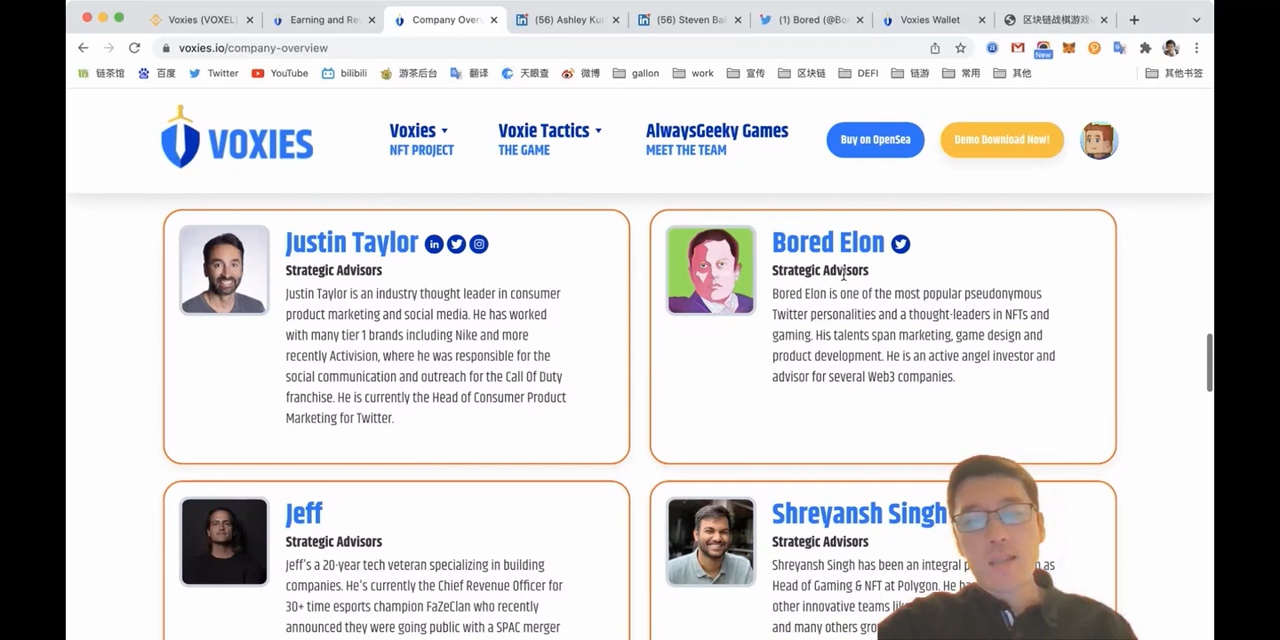 Voxies (VOXEL)
Earning and Re
Company Over
(56) Ashley Ku
(56) Steven Ba
(1) Bored (@Bo
Voxies Wallet
区块链战棋游戏
voxies.io/company-overview
New
链茶馆
百度
Twitter
YouTube
bilibili
游茶后台
翻译
天眼查
微博
gallon
work
宣传
区块链
DEFI
链游
常用
其他
其他书签
VOXIES
Voxies
NFT PROJECT
Voxie Tactics
THE GAME
AlwaysGeeky Games
MEET THE TEAM
Buy on OpenSea
Demo Download Now!
Justin Taylor
Strategic Advisors
Justin Taylor is an industry thought leader in consumer
product marketing and social media. He has worked
with many tier 1 brands including Nike and more
recently Activision, where he was responsible for the
social communication and outreach for the Call Of Duty
franchise. He is currently the Head of Consumer Product
Marketing for Twitter.
Bored Elon
Strategic Advisors
Bored Elon is one of the most popular pseudonymous
Twitter personalities and a thought-leaders in NFTs and
gaming. His talents span marketing, game design and
product development. He is an active angel investor and
advisor for several Web3 companies.
Jeff
Strategic Advisors
Jeff's a 20-year tech veteran specializing in building
companies. He's currently the Chief Revenue Officer for
30+ time esports champion FaZeClan who recently
announced they were going public with a SPAC merger
Shreyansh Singh
Strategic Advisors
Shreyansh Singh has been an integral as
Head of Gaming & NFT at Polygon. He
other innovative teams
and many others